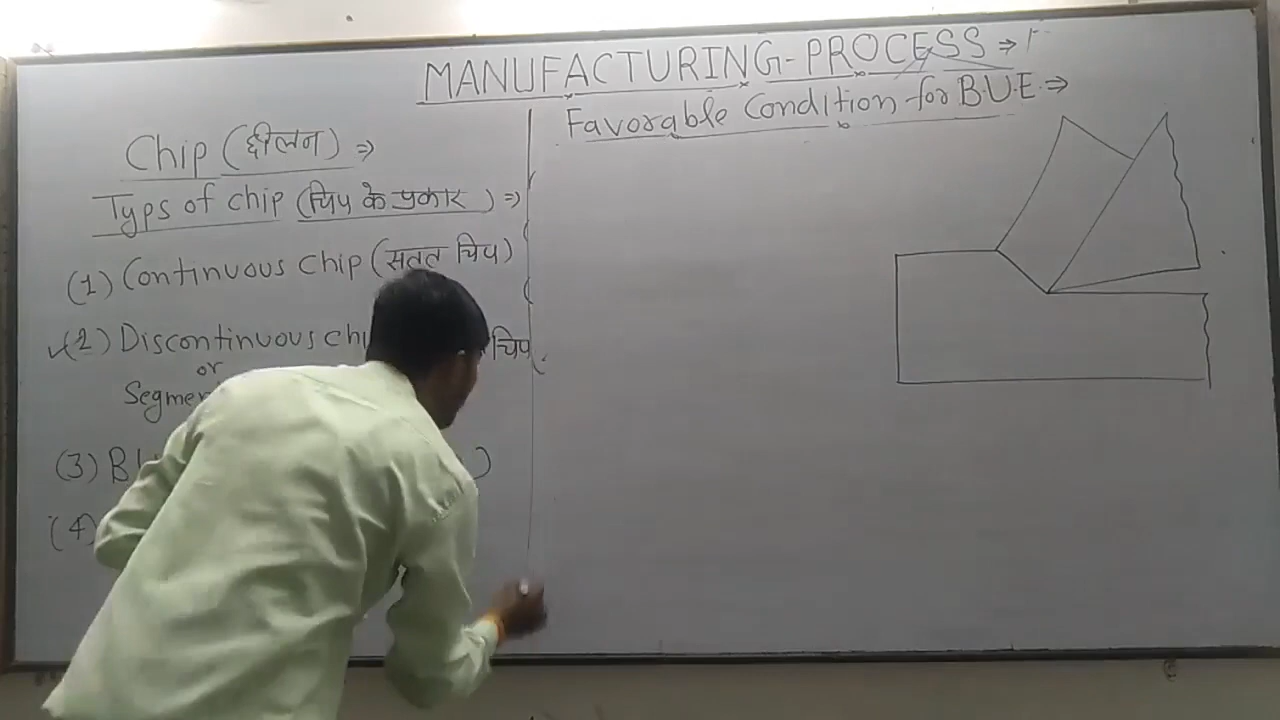 MANUFACTURING-PROCESS ⇒
Favorable Condition for B.U.E. ⇒
Chip (छीलन) ⇒
Typs of chip (चिप के प्रकार) ⇒
(1) Continuous chip (सतत चिप)
(2) Discontinuous चिप
or
(3)
(4)